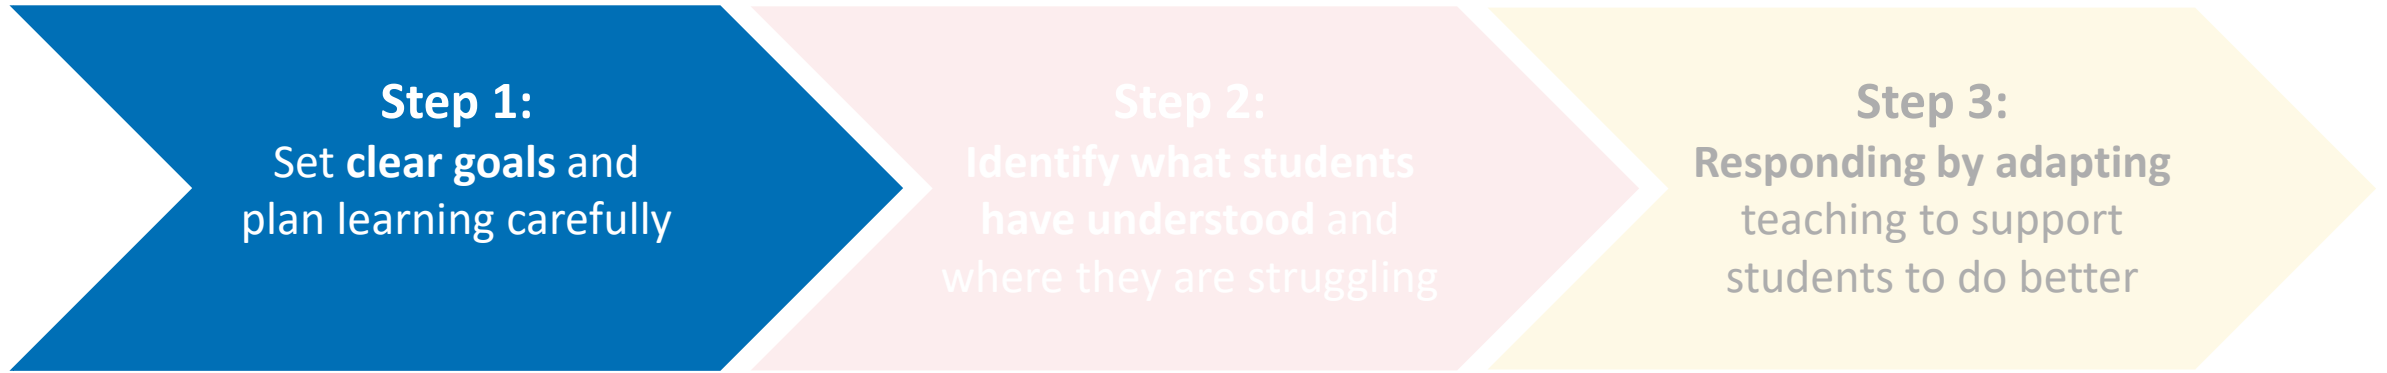 Step 1:
Set clear goals and
plan learning carefully
Step 2:
Identify what students
have understood and
where they are struggling
Step 3:
Responding by adapting
teaching to support
students to do better